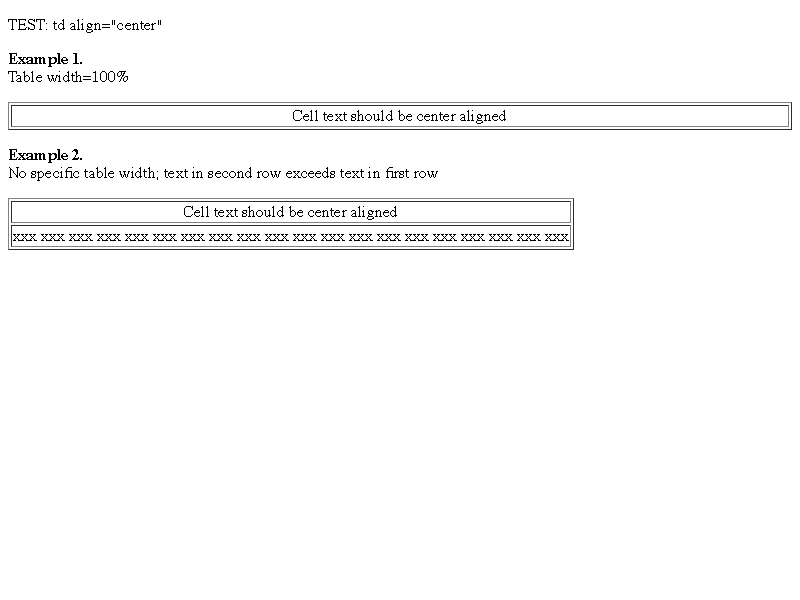 TEST: td align="center"
Example 1.
Table width=100%
Cell text should be center aligned
Example 2.
No specific table width; text in second row exceeds text in first row
Cell text should be center aligned
xxx xxx xxx xxx xxx xxx xxx xxx xxx xxx xxx xxx xxx xxx xxx xxx xxx xxx xxx xxx